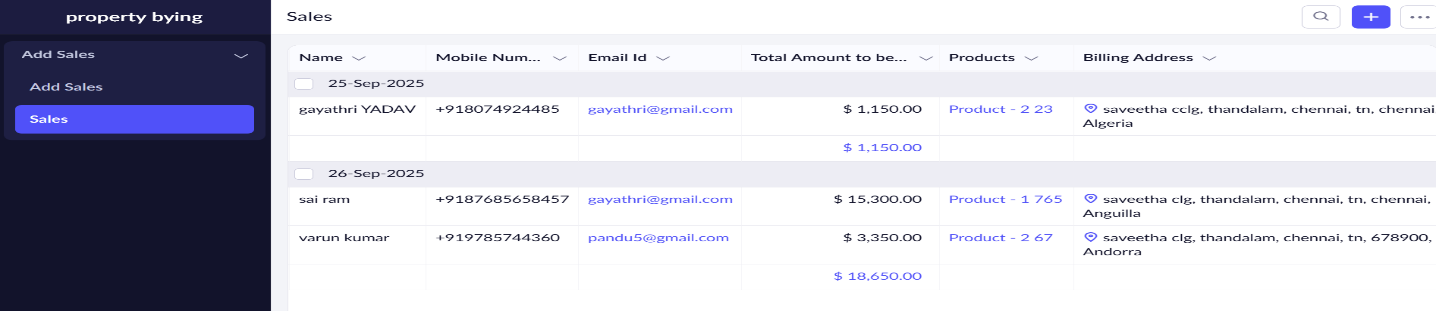 property bying
Sales
Add Sales
Add Sales
Sales
Name Mobile Num... Email Id Total Amount to be... Products Billing Address
25-Sep-2025
gayathri YADAV +918074924485 gayathri@gmail.com $ 1,150.00 Product - 2 23 saveetha cclg, thandalam, chennai, tn, chennai
Algeria
$ 1,150.00
26-Sep-2025
sai ram +9187685658457 gayathri@gmail.com $ 15,300.00 Product - 1 765 saveetha clg, thandalam, chennai, tn, chennai,
Anguilla
varun kumar +919785744360 pandu5@gmail.com $ 3,350.00 Product - 2 67 saveetha clg, thandalam, chennai, tn, 678900,
Andorra
$ 18,650.00